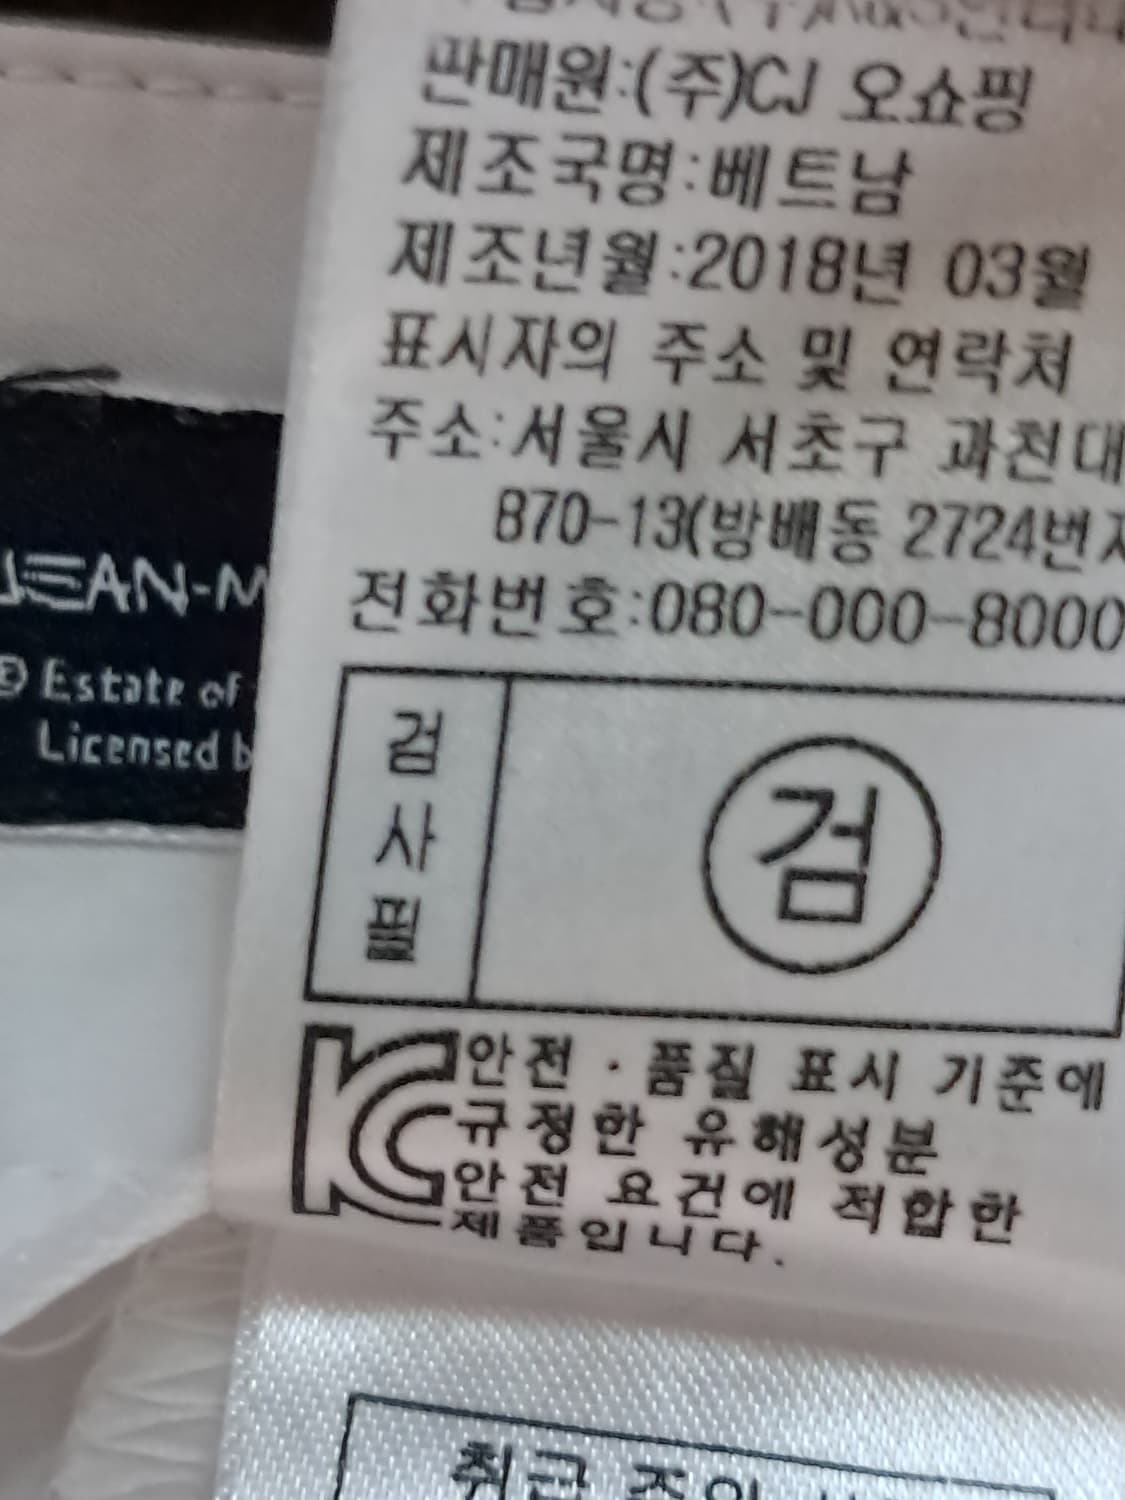 판매원:(주)CJ 오쇼핑
제조국명:베트남
제조년월:2018년 03월
표시자의 주소 및 연락처
주소:서울시 서초구 과천대
870-13(방배동 2724번지
전화번호:080-000-8000
검
사
필
검
KC
안전·품질 표시 기준에
규정한 유해성분
안전 요건에 적합한
제품입니다.
취급
JEAN-M
© Estate of
Licensed b